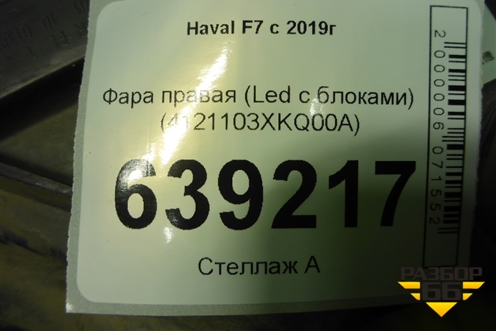 Haval F7 с 2019г
Фара правая (Led с блоками)
(4121103XKQ00A)
639217
Стеллаж А
2000006071552
РАЗБОР
66